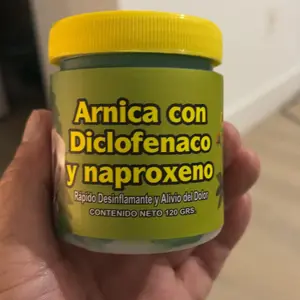 Arnica con
Diclofenaco
y naproxeno
Rápido Desinflamante y Alivio del Dolor
CONTENIDO NETO 120 GRS.